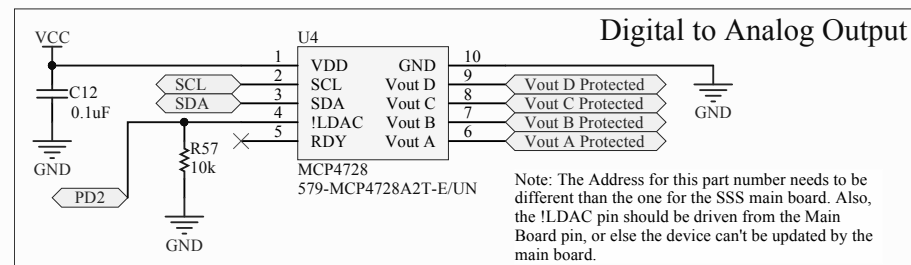 Digital to Analog Output
VCC
U4
1 VDD GND 10
SCL 2 SCL Vout D 9 Vout D Protected
SDA 3 SDA Vout C 8 Vout C Protected
4 !LDAC Vout B 7 Vout B Protected
5 RDY Vout A 6 Vout A Protected
C12
0.1uF
GND
GND
R57
10k
PD2
GND
MCP4728
579-MCP4728A2T-E/UN
Note: The Address for this part number needs to be
different than the one for the SSS main board. Also,
the !LDAC pin should be driven from the Main
Board pin, or else the device can't be updated by the
main board.